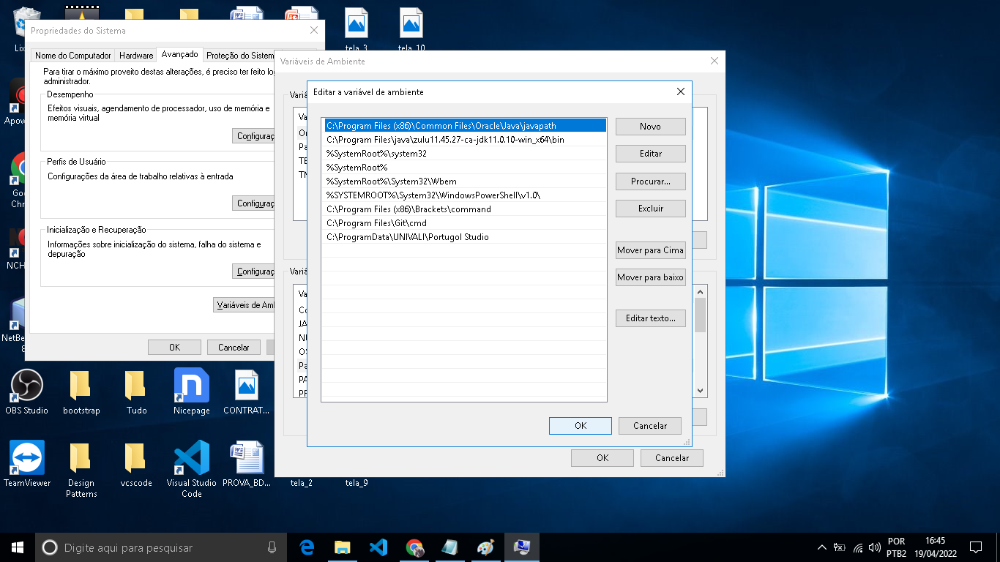 Lix
tela_3
tela_10
Apow
Goo
Chr
NCH
NetBe
8
OBS Studio
bootstrap
Tudo
Nicepage
CONTRAT...
TeamViewer
Design
Patterns
vcscode
Visual Studio
Code
PROVA_BD...
tela_2
tela_9
Propriedades do Sistema
Nome do Computador
Hardware
Avançado
Proteção do Sistem
Para tirar o máximo proveito destas alterações, é preciso ter feito lo
administrador.
Desempenho
Efeitos visuais, agendamento de processador, uso de memória e
memória virtual
Configuraç
Perfis de Usuário
Configurações da área de trabalho relativas à entrada
Configuraç
Inicialização e Recuperação
Informações sobre inicialização do sistema, falha do sistema e
depuração
Configuraç
Variáveis de Amb
OK
Cancelar
Variáveis de Ambiente
Variá
Va
On
Pa
TE
TN
Variá
Va
Co
JA
NU
OS
Pa
PA
PR
OK
Cancelar
Editar a variável de ambiente
C:\Program Files (x86)\Common Files\Oracle\Java\javapath
C:\Program Files\java\zulu11.45.27-ca-jdk11.0.10-win_x64\bin
%SystemRoot%\system32
%SystemRoot%
%SystemRoot%\System32\Wbem
%SYSTEMROOT%\System32\WindowsPowerShell\v1.0\
C:\Program Files (x86)\Brackets\command
C:\Program Files\Git\cmd
C:\ProgramData\UNIVALI\Portugol Studio
Novo
Editar
Procurar...
Excluir
Mover para Cima
Mover para baixo
Editar texto...
OK
Cancelar
Digite aqui para pesquisar
POR
PTB2
16:45
19/04/2022